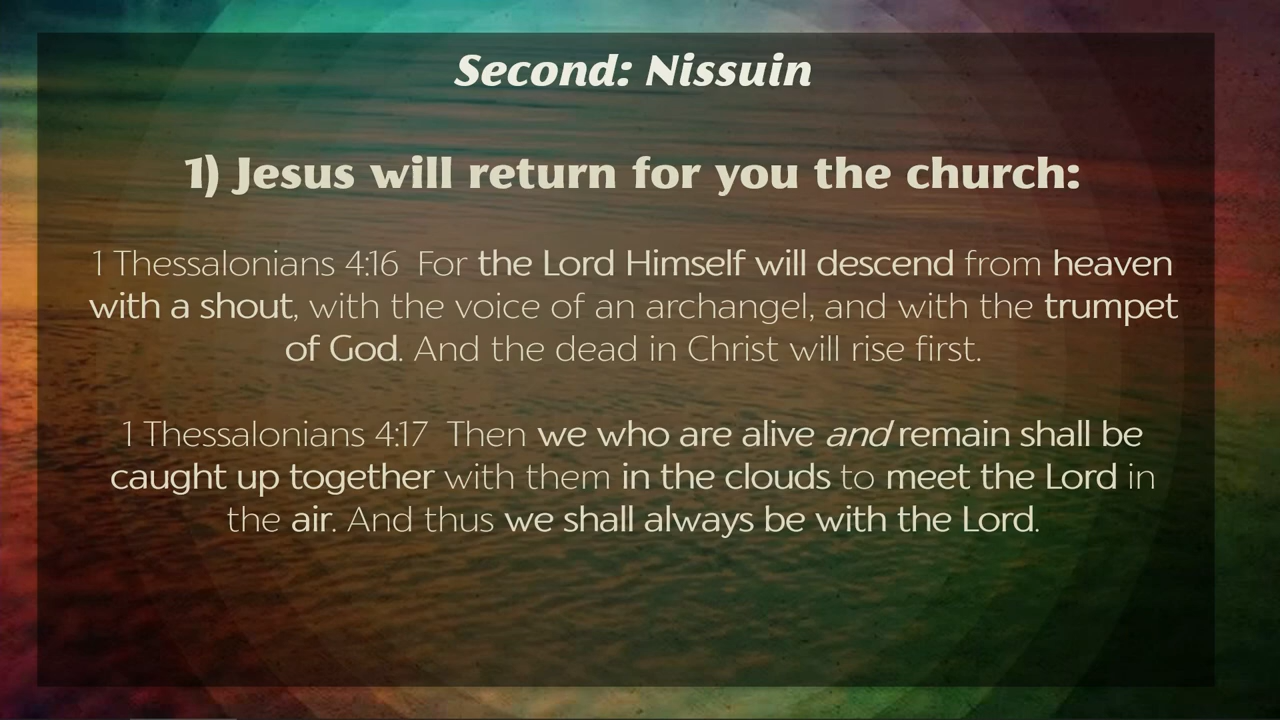 Second: Nissuin
1) Jesus will return for you the church:
1 Thessalonians 4:16  For the Lord Himself will descend from heaven
with a shout, with the voice of an archangel, and with the trumpet
of God. And the dead in Christ will rise first.
1 Thessalonians 4:17  Then we who are alive and remain shall be
caught up together with them in the clouds to meet the Lord in
the air. And thus we shall always be with the Lord.